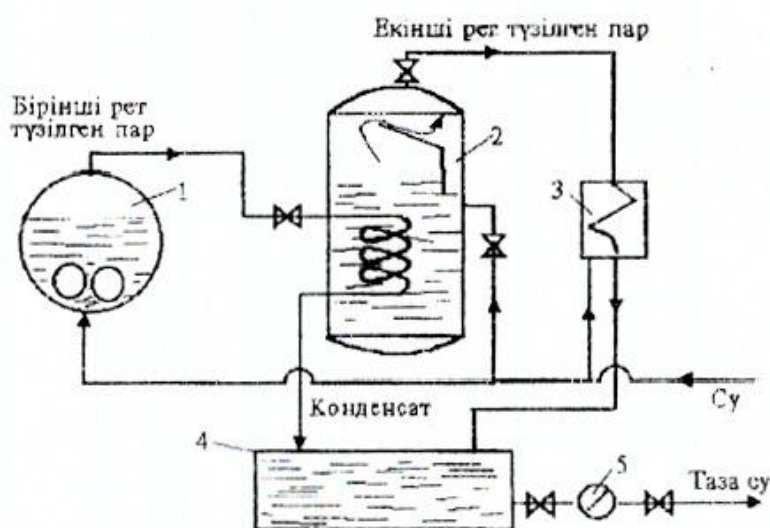 Екінші рет түзілген пар
Бірінші рет
түзілген пар
1
2
3
Су
Конденсат
4
5
Таза су